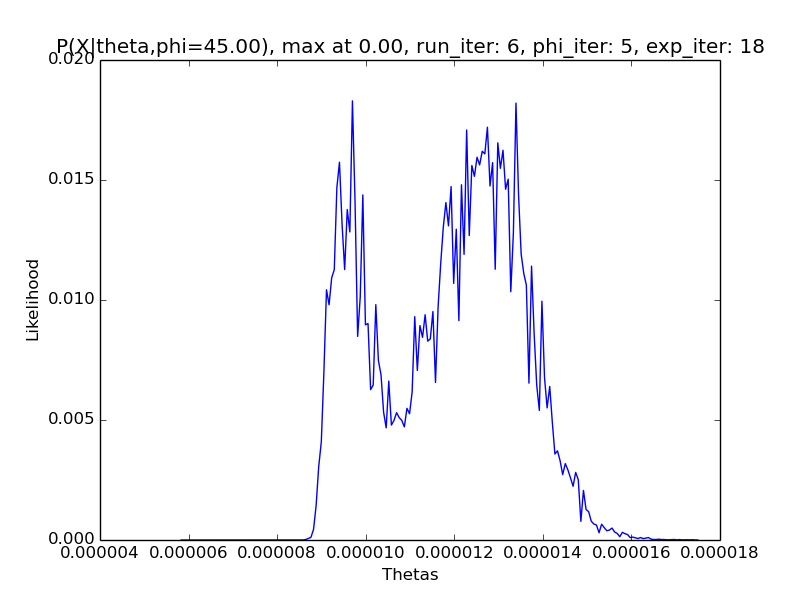 P(X|theta,phi=45.00), max at 0.00, run_iter: 6, phi_iter: 5, exp_iter: 18
0.020
0.015
0.010
0.005
0.000
Likelihood
0.000004 0.000006 0.000008 0.000010 0.000012 0.000014 0.000016 0.000018
Thetas